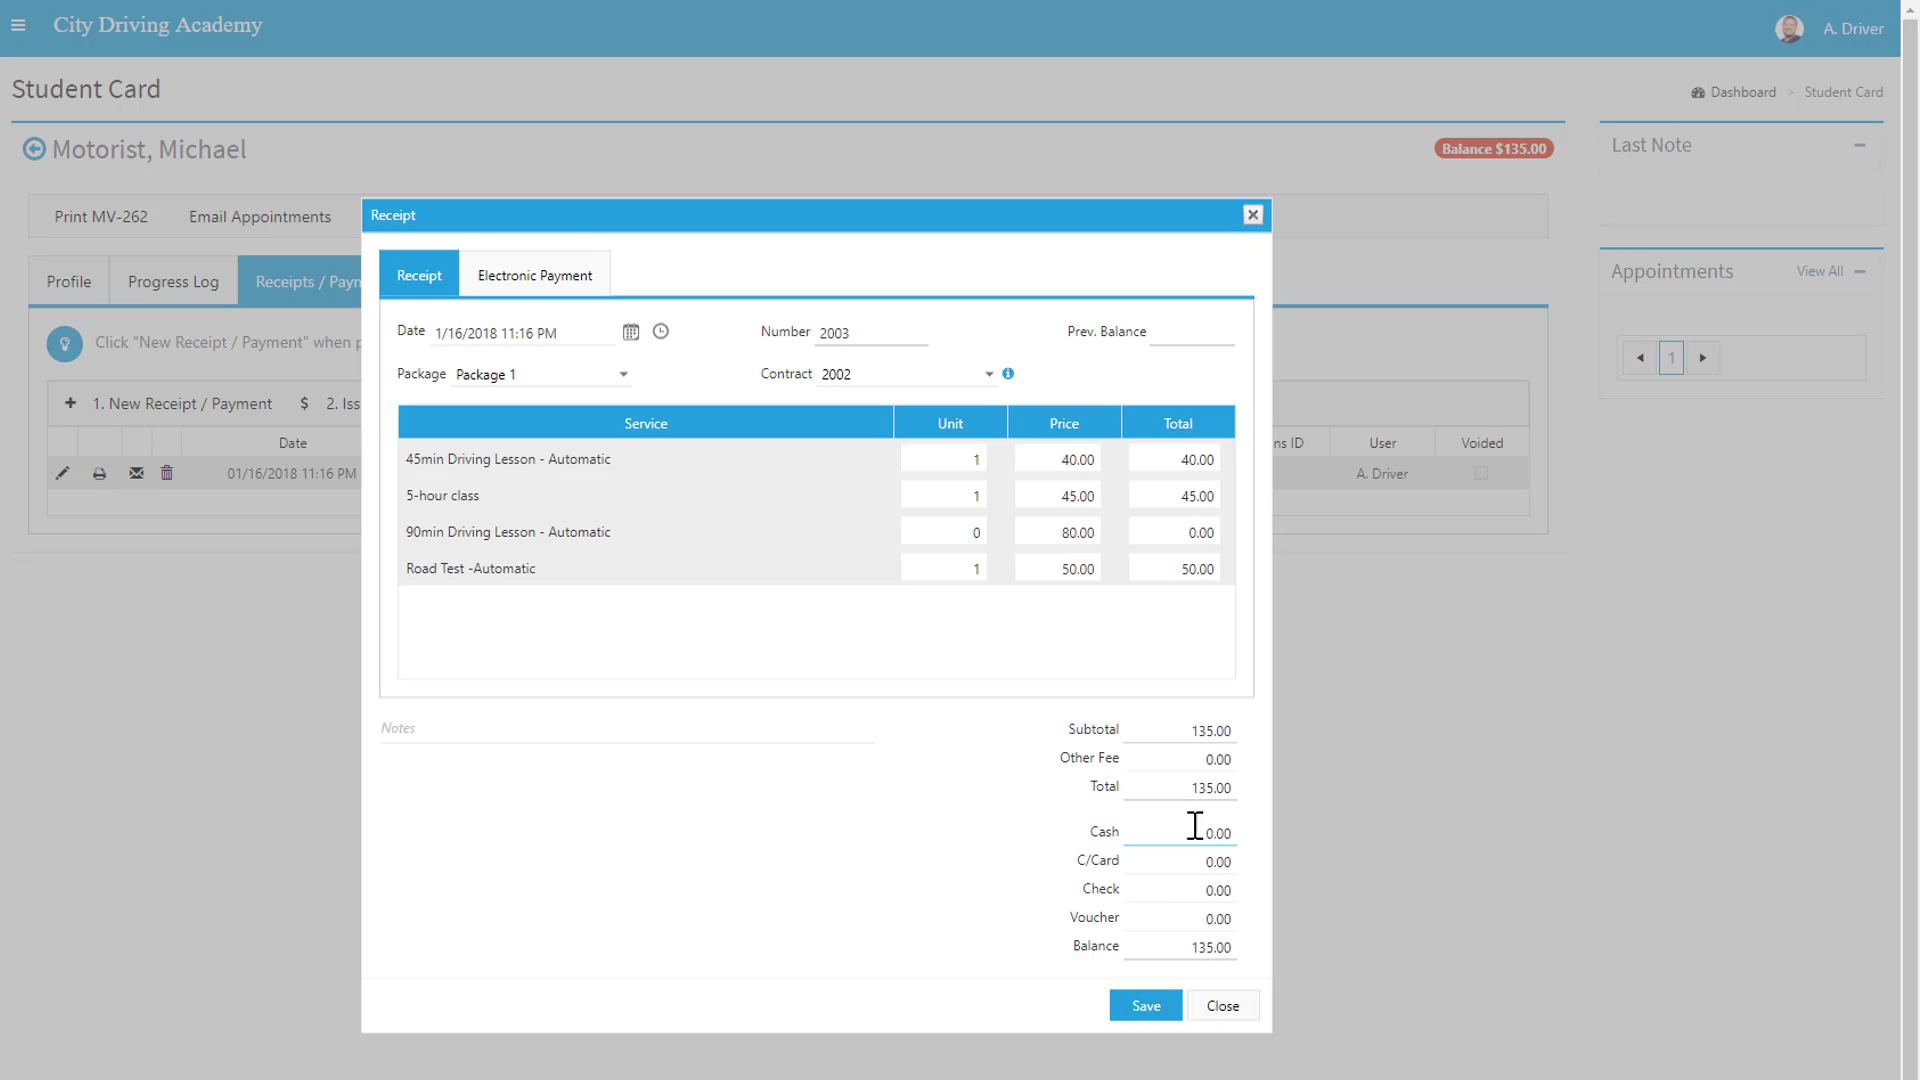 City Driving Academy
A. Driver
Student Card
Dashboard > Student Card
Motorist, Michael
Balance $135.00
Last Note
Print MV-262
Email Appointments
Receipt
Profile
Progress Log
Receipts / Payn
Receipt
Electronic Payment
Appointments
View All
Click "New Receipt / Payment" when p
Date 1/16/2018 11:16 PM
Number 2003
Prev. Balance
1
Package Package 1
Contract 2002
1. New Receipt / Payment
$ 2. Iss
Service Unit Price Total
Date
ns ID
User
Voided
45min Driving Lesson - Automatic 1 40.00 40.00
01/16/2018 11:16 PM
A. Driver
5-hour class 1 45.00 45.00
90min Driving Lesson - Automatic 0 80.00 0.00
Road Test -Automatic 1 50.00 50.00
Notes
Subtotal 135.00
Other Fee 0.00
Total 135.00
Cash 0.00
C/Card 0.00
Check 0.00
Voucher 0.00
Balance 135.00
Save
Close